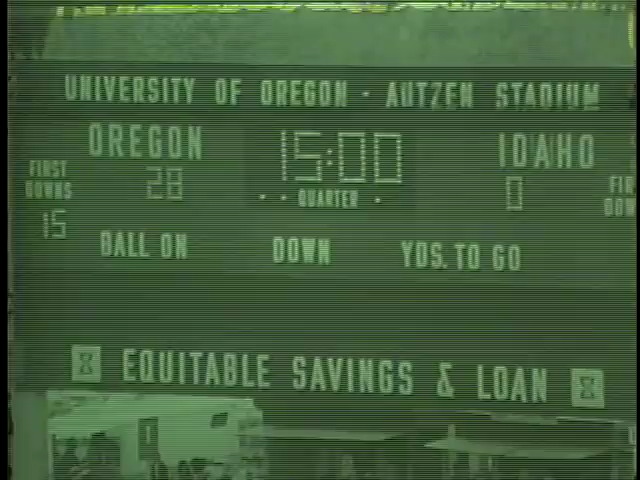 UNIVERSITY OF OREGON - AUTZEN STADIUM
OREGON 15:00 IDAHO
FIRST DOWNS 28 QUARTER 0
15
BALL ON DOWN YDS. TO GO
EQUITABLE SAVINGS & LOAN